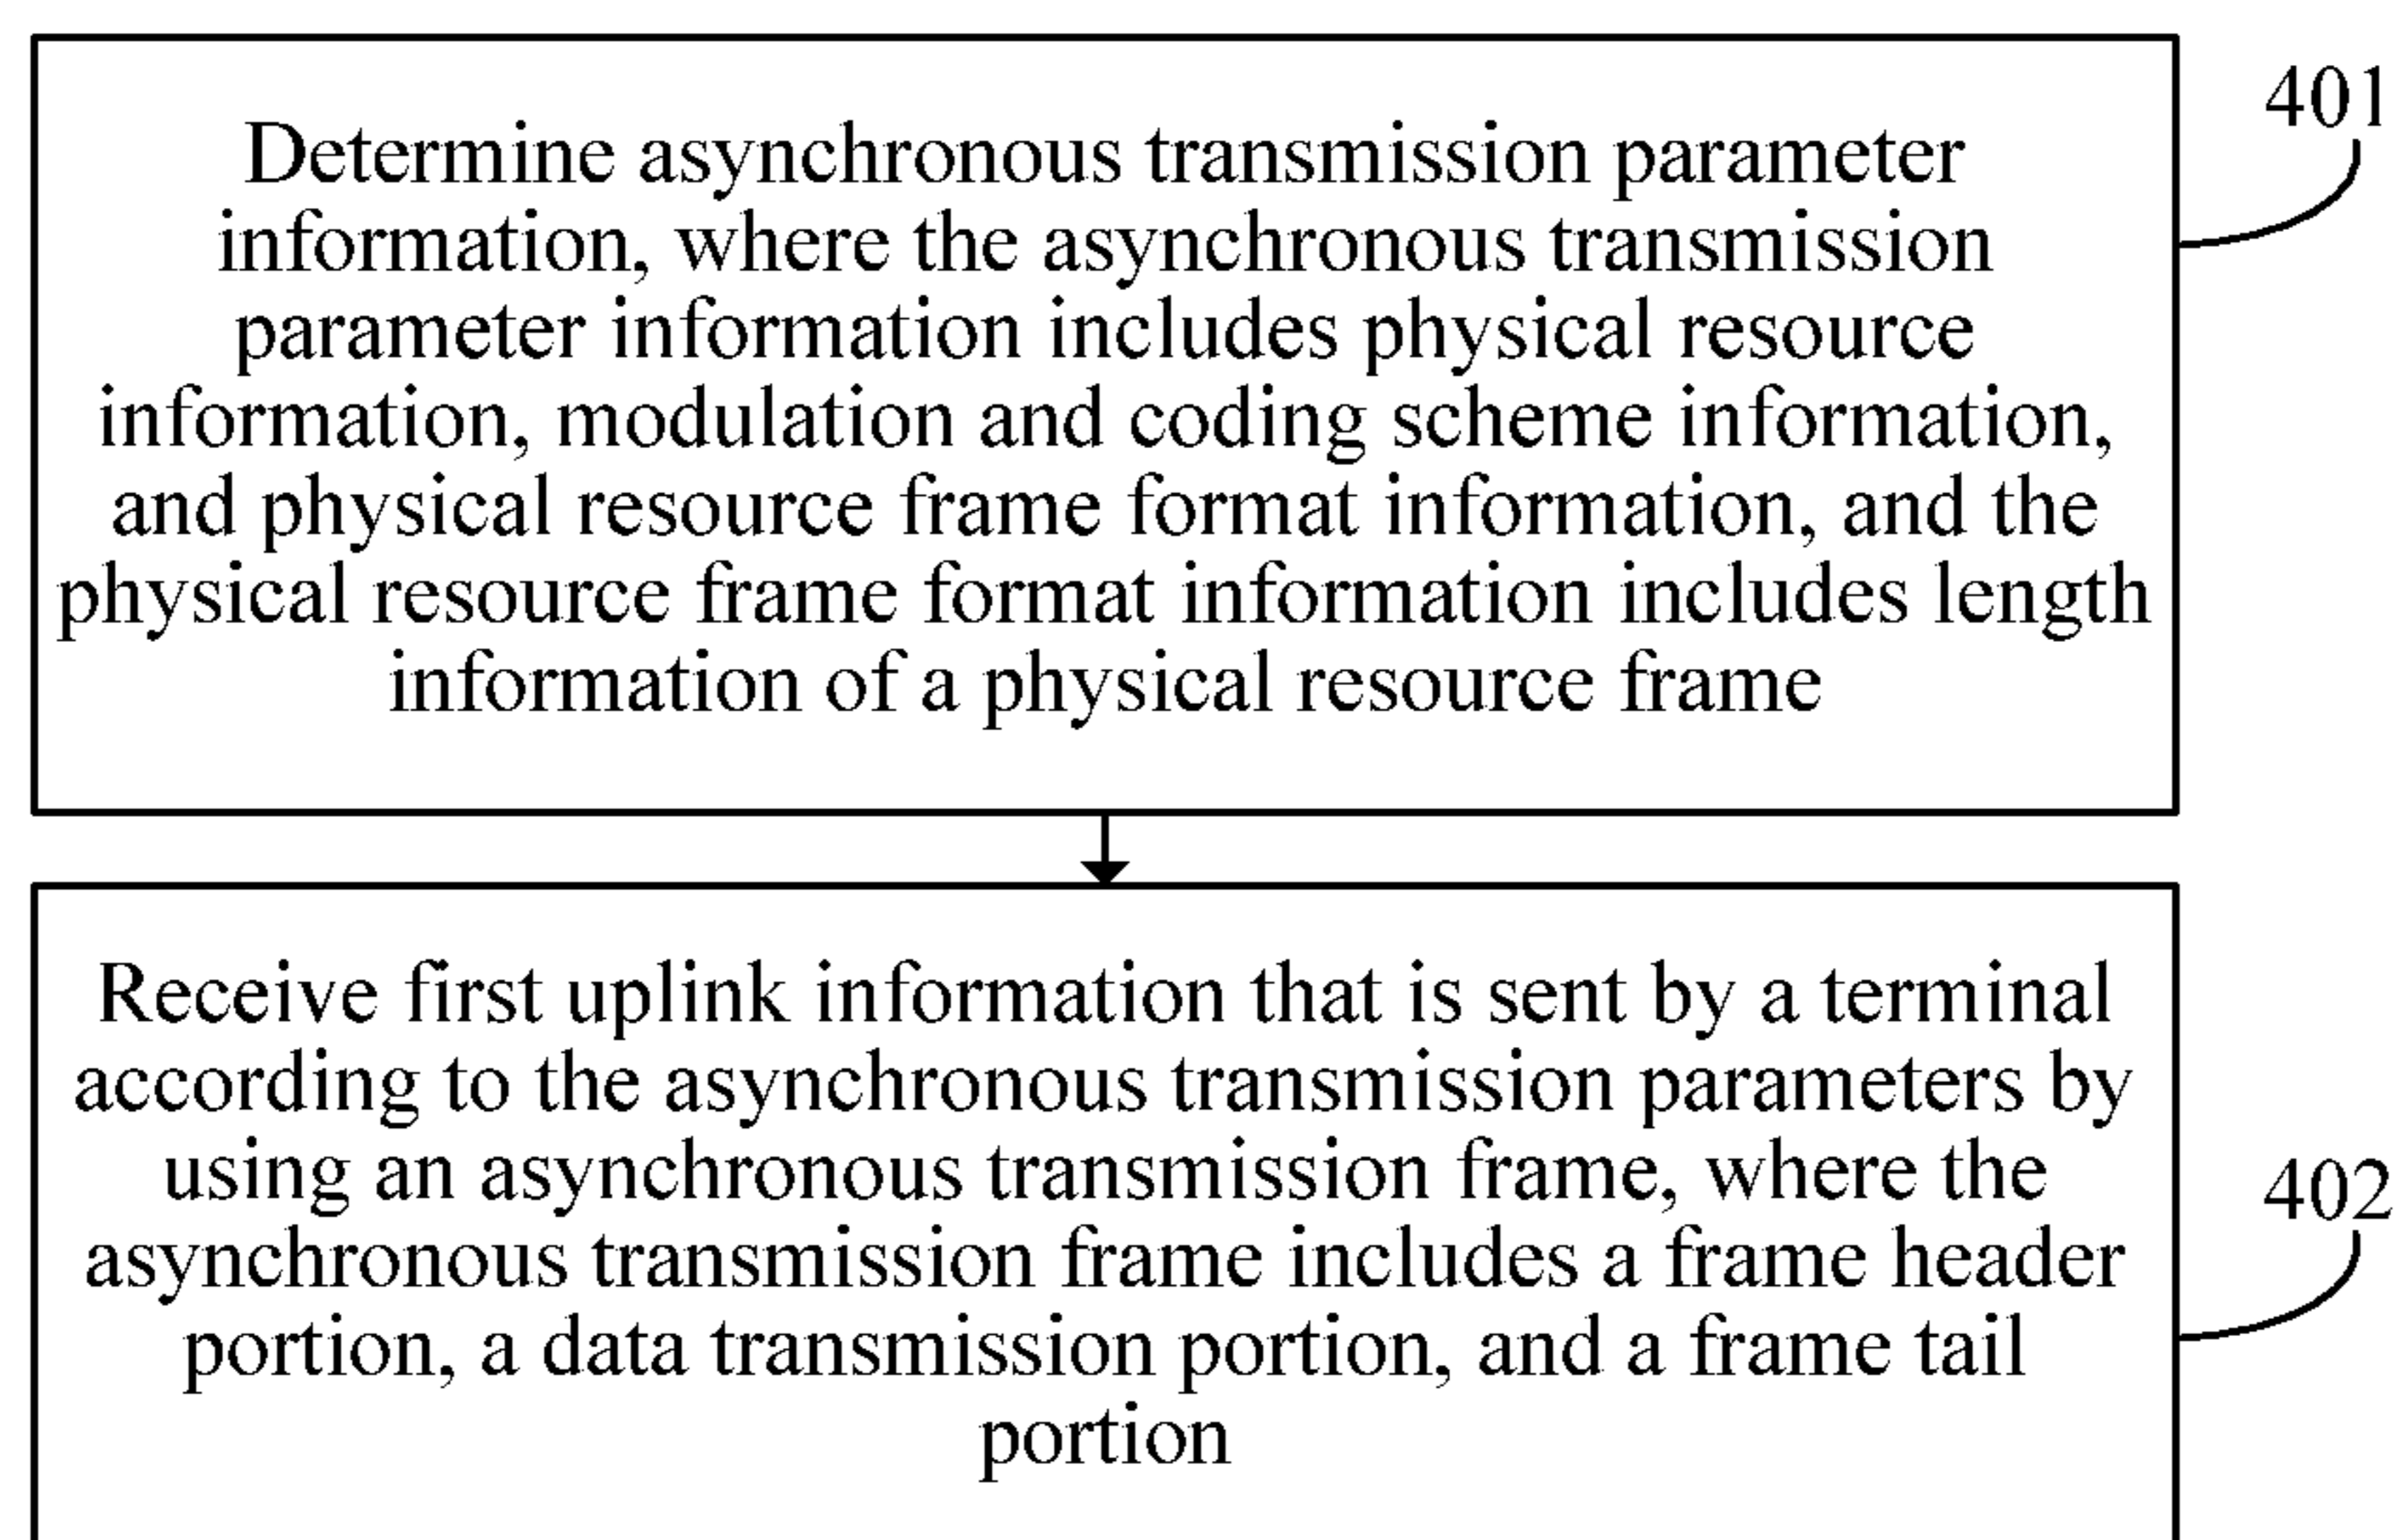 401
Determine asynchronous transmission parameter
information, where the asynchronous transmission
parameter information includes physical resource
information, modulation and coding scheme information,
and physical resource frame format information, and the
physical resource frame format information includes length
information of a physical resource frame
Receive first uplink information that is sent by a terminal
according to the asynchronous transmission parameters by
using an asynchronous transmission frame, where the
402
asynchronous transmission frame includes a frame header
portion, a data transmission portion, and a frame tail
portion